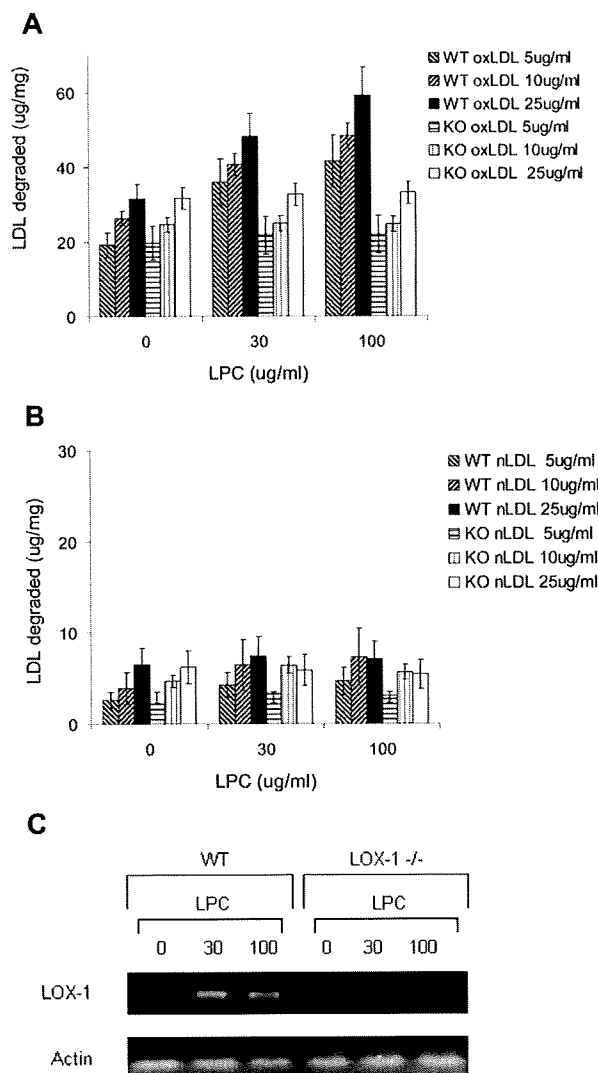 A
LDL degraded (ug/mg)
60
40
20
0
0 30 100
LPC (ug/ml)
WT oxLDL 5ug/ml
WT oxLDL 10ug/ml
WT oxLDL 25ug/ml
KO oxLDL 5ug/ml
KO oxLDL 10ug/ml
KO oxLDL 25ug/ml
B
LDL degraded (ug/mg)
30
20
10
0
0 30 100
LPC (ug/ml)
WT nLDL 5ug/ml
WT nLDL 10ug/ml
WT nLDL 25ug/ml
KO nLDL 5ug/ml
KO nLDL 10ug/ml
KO nLDL 25ug/ml
C
WT LOX-1 -/-
LPC LPC
0 30 100 0 30 100
LOX-1
Actin